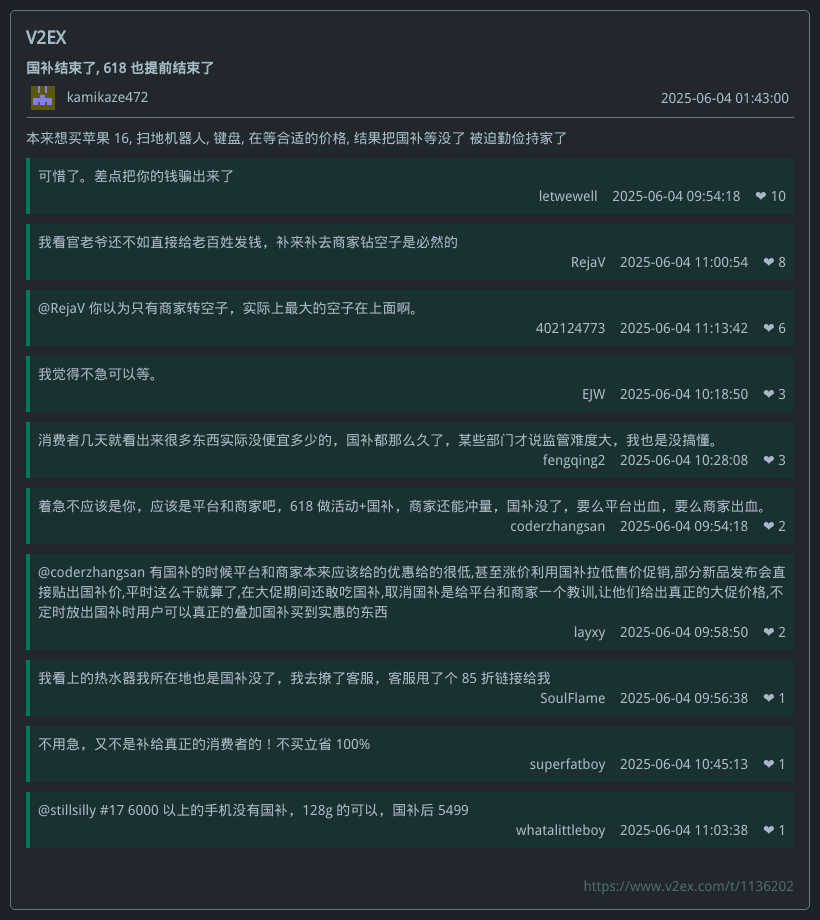 V2EX
国补结束了, 618 也提前结束了
kamikaze472
2025-06-04 01:43:00
本来想买苹果 16, 扫地机器人, 键盘, 在等合适的价格, 结果把国补等没了 被迫勤俭持家了
可惜了。差点把你的钱骗出来了
letwewell 2025-06-04 09:54:18 ❤ 10
我看官老爷还不如直接给老百姓发钱，补来补去商家钻空子是必然的
RejaV 2025-06-04 11:00:54 ❤ 8
@RejaV 你以为只有商家转空子，实际上最大的空子在上面啊。
402124773 2025-06-04 11:13:42 ❤ 6
我觉得不急可以等。
EJW 2025-06-04 10:18:50 ❤ 3
消费者几天就看出来很多东西实际没便宜多少的，国补都那么久了，某些部门才说监管难度大，我也是没搞懂。
fengqing2 2025-06-04 10:28:08 ❤ 3
着急不应该是你，应该是平台和商家吧，618 做活动+国补，商家还能冲量，国补没了，要么平台出血，要么商家出血。
coderzhangsan 2025-06-04 09:54:18 ❤ 2
@coderzhangsan 有国补的时候平台和商家本来应该给的优惠给的很低,甚至涨价利用国补拉低售价促销,部分新品发布会直
接贴出国补价,平时这么干就算了,在大促期间还敢吃国补,取消国补是给平台和商家一个教训,让他们给出真正的大促价格,不
定时放出国补时用户可以真正的叠加国补买到实惠的东西
layxy 2025-06-04 09:58:50 ❤ 2
我看上的热水器我所在地也是国补没了，我去撩了客服，客服甩了个 85 折链接给我
SoulFlame 2025-06-04 09:56:38 ❤ 1
不用急，又不是补给真正的消费者的！不买立省 100%
superfatboy 2025-06-04 10:45:13 ❤ 1
@stillsilly #17 6000 以上的手机没有国补，128g 的可以，国补后 5499
whatalittleboy 2025-06-04 11:03:38 ❤ 1
https://www.v2ex.com/t/1136202